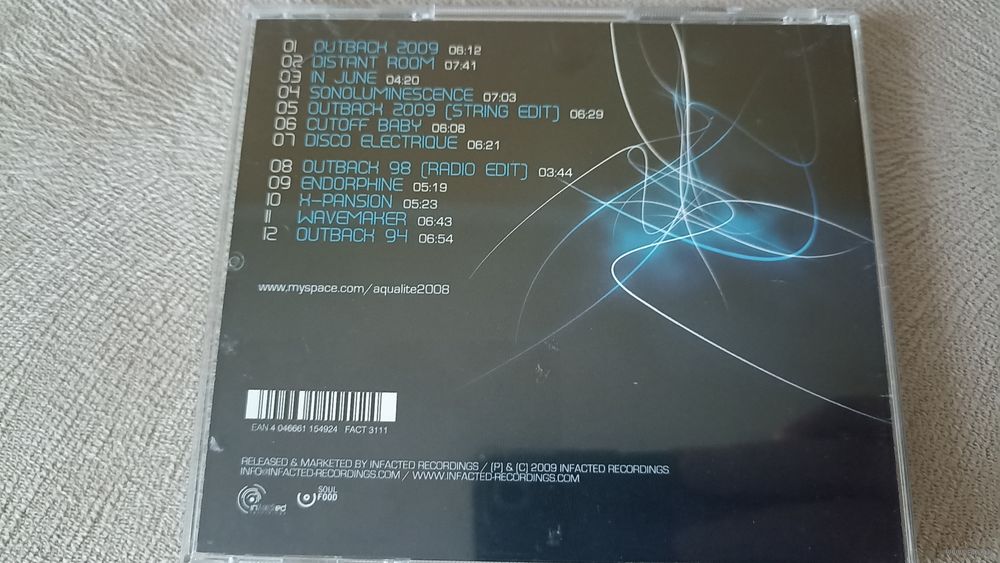 01 OUTBACK 2009 06:12
02 DISTANT ROOM 07:41
03 IN JUNE 04:20
04 SONOLUMINESCENCE 07:03
05 OUTBACK 2009 (STRING EDIT) 06:29
06 CUTOFF BABY 06:08
07 DISCO ELECTRIQUE 06:21
08 OUTBACK 98 (RADIO EDIT) 03:44
09 ENDORPHINE 05:19
10 X-PANSION 05:23
11 WAVEMAKER 06:43
12 OUTBACK 94 06:54
www.myspace.com/aqualite2008
EAN 4 046661 154924 FACT 3111
RELEASED & MARKETED BY INFACTED RECORDINGS / (P) & (C) 2009 INFACTED RECORDINGS
INFO@INFACTED-RECORDINGS.COM / WWW.INFACTED-RECORDINGS.COM
infacted
SOUL
FOOD